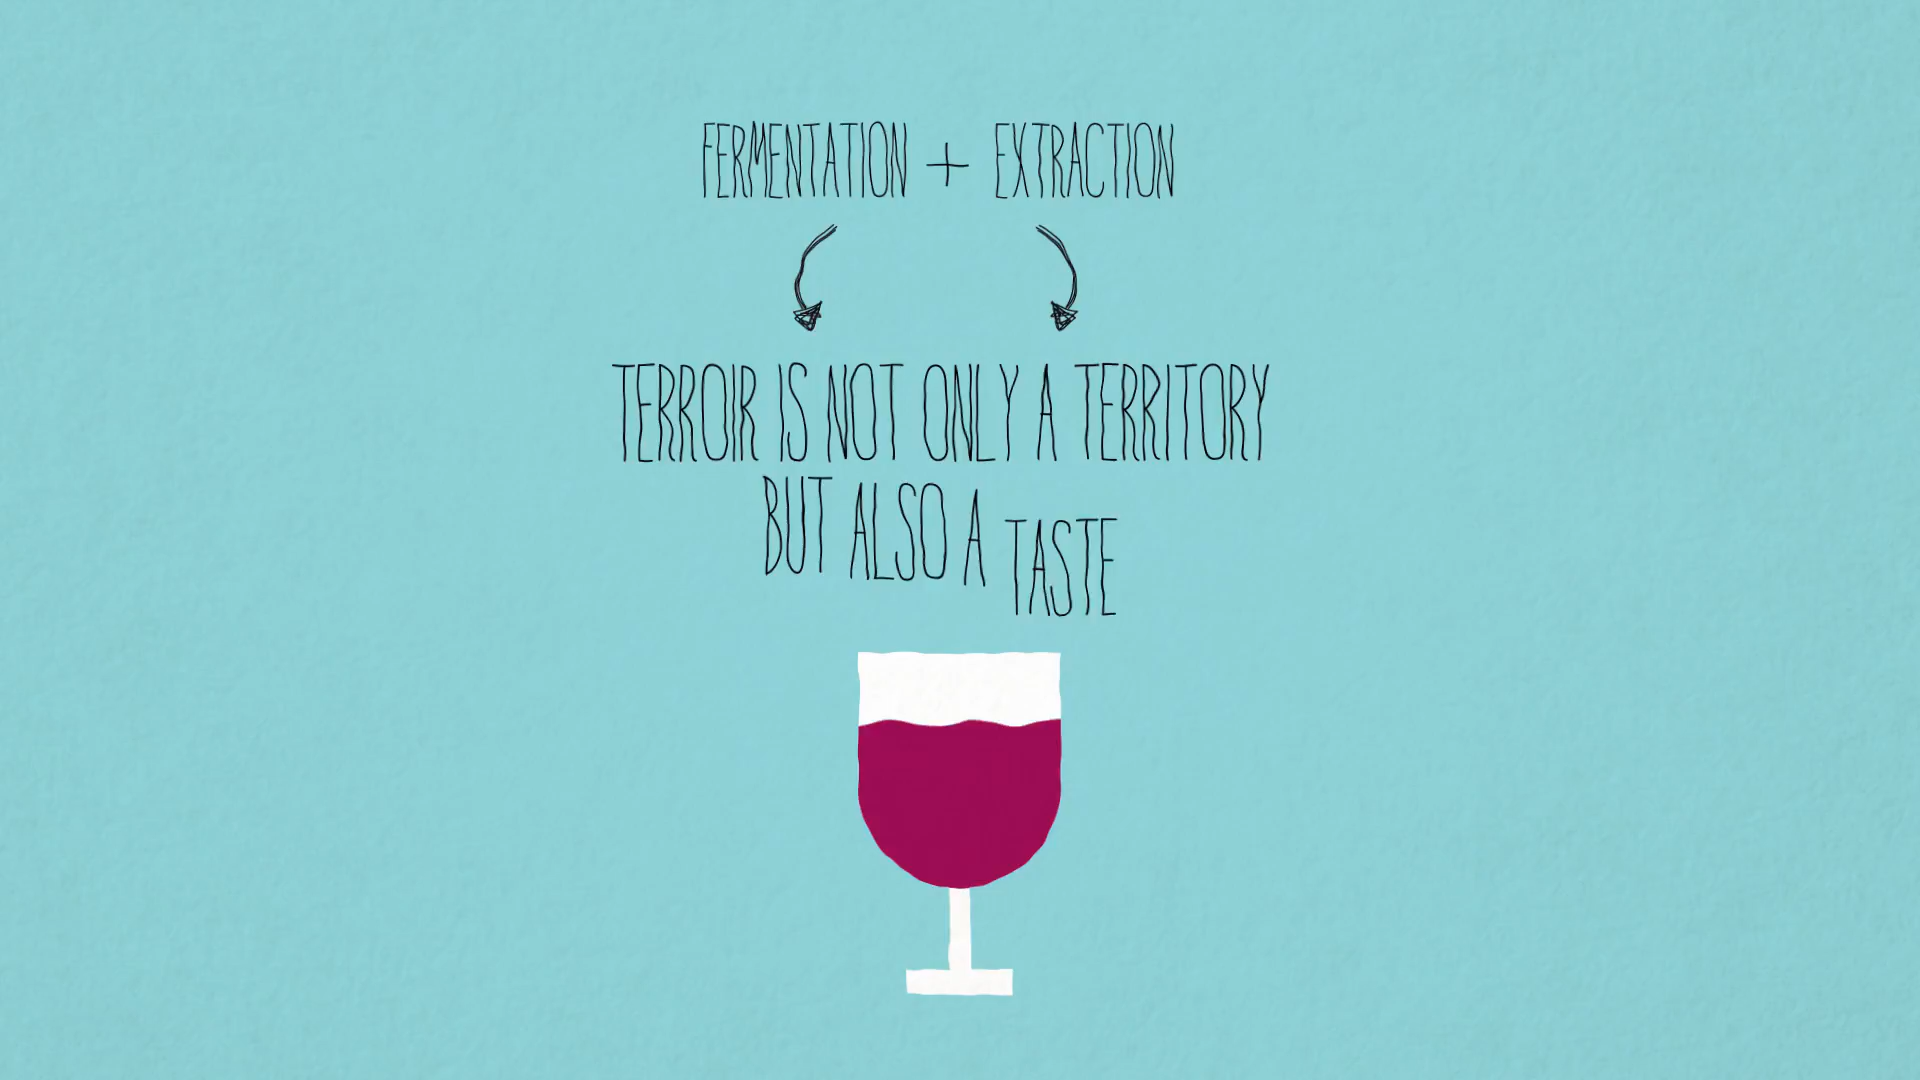 FERMENTATION + EXTRACTION
TERROIR IS NOT ONLY A TERRITORY
BUT ALSO A TASTE